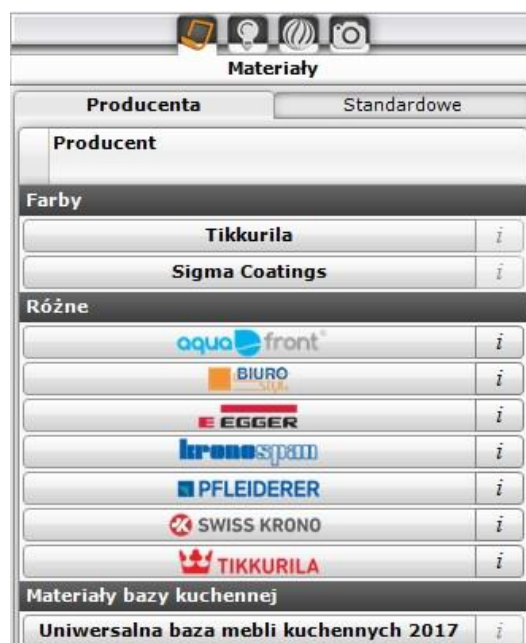 Materiały
Producenta Standardowe
Producent
Farby
Tikkurila i
Sigma Coatings i
Różne
aqua front® i
BIURO Styl i
E EGGER i
kronospan i
PFLEIDERER i
SWISS KRONO i
TIKKURILA i
Materiały bazy kuchennej
Uniwersalna baza mebli kuchennych 2017 i